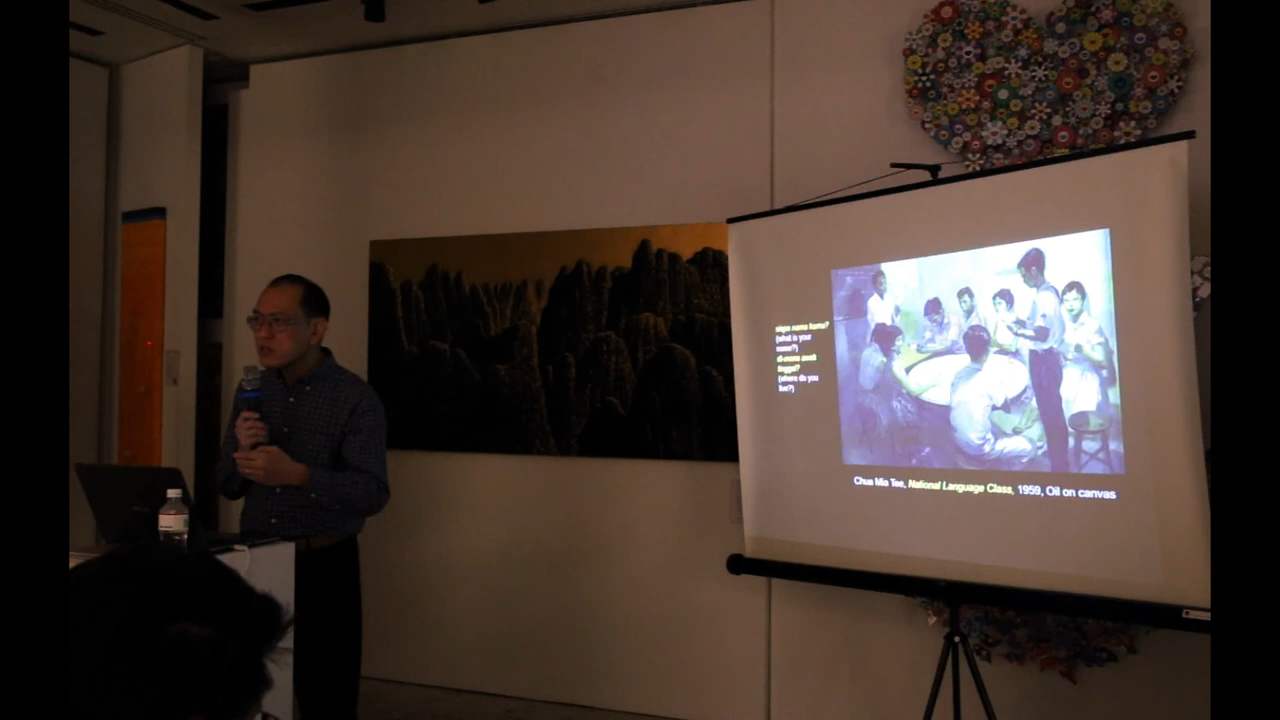 siapa nama kamu?
(what is your
name?)
di-mana awak
tinggal?
(where do you
live?)
Chua Mia Tee, National Language Class, 1959, Oil on canvas